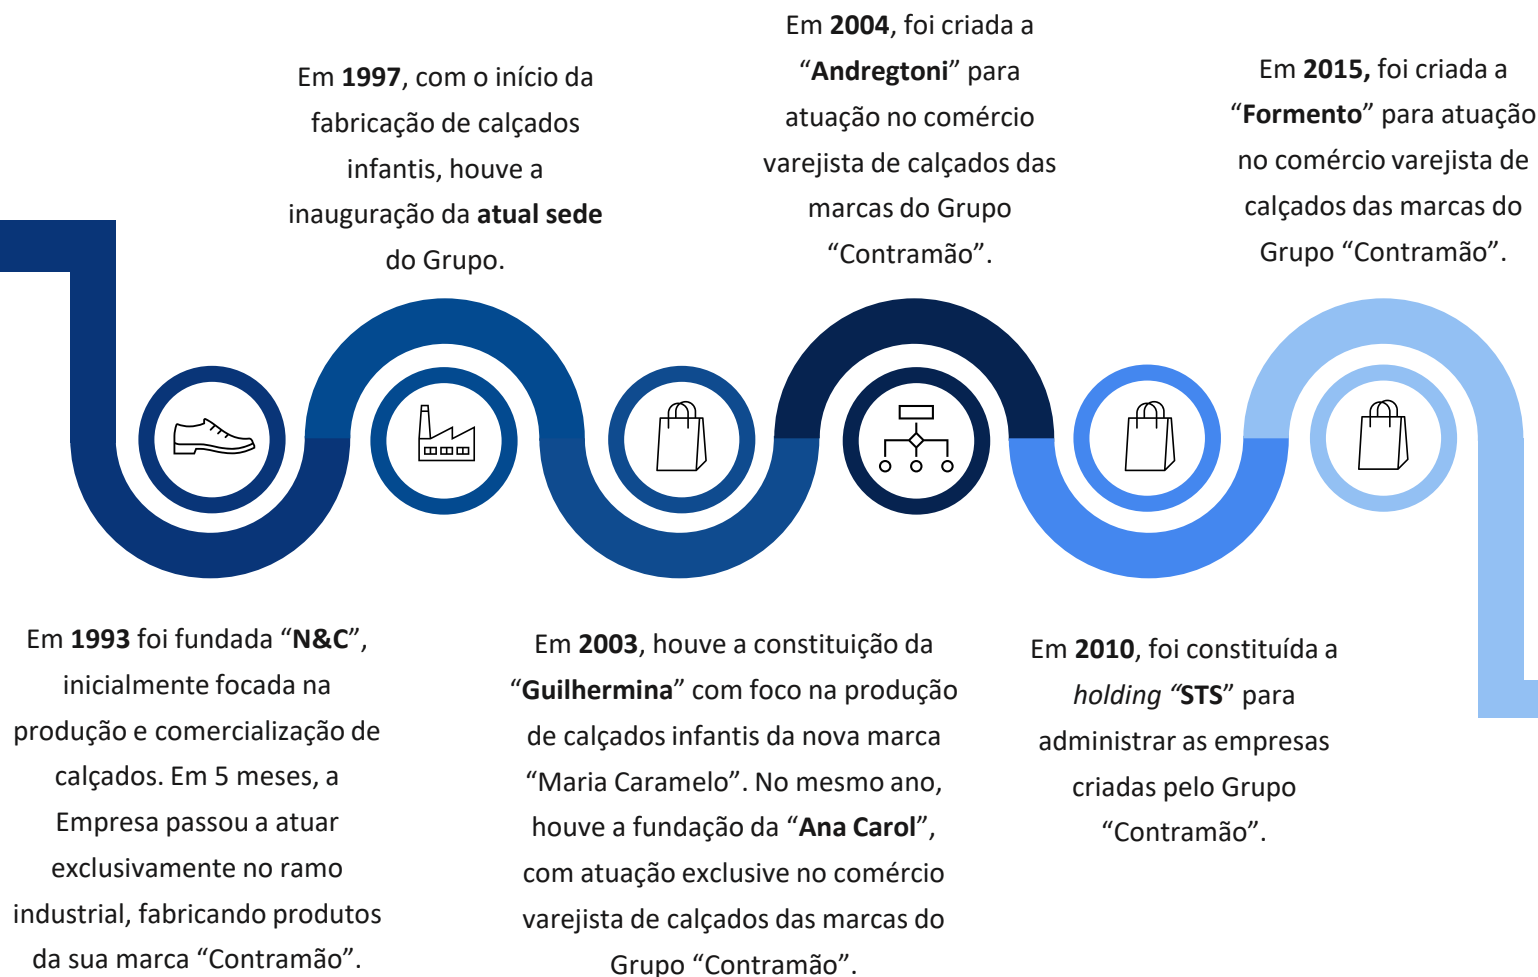 Em 1993 foi fundada “N&C”,
inicialmente focada na
produção e comercialização de
calçados. Em 5 meses, a
Empresa passou a atuar
exclusivamente no ramo
industrial, fabricando produtos
da sua marca “Contramão”.
Em 1997, com o início da
fabricação de calçados
infantis, houve a
inauguração da atual sede
do Grupo.
Em 2003, houve a constituição da
“Guilhermina” com foco na produção
de calçados infantis da nova marca
“Maria Caramelo”. No mesmo ano,
houve a fundação da “Ana Carol”,
com atuação exclusive no comércio
varejista de calçados das marcas do
Grupo “Contramão”.
Em 2004, foi criada a
“Andregtoni” para
atuação no comércio
varejista de calçados das
marcas do Grupo
“Contramão”.
Em 2010, foi constituída a
holding “STS” para
administrar as empresas
criadas pelo Grupo
“Contramão”.
Em 2015, foi criada a
“Formento” para atuação
no comércio varejista de
calçados das marcas do
Grupo “Contramão”.